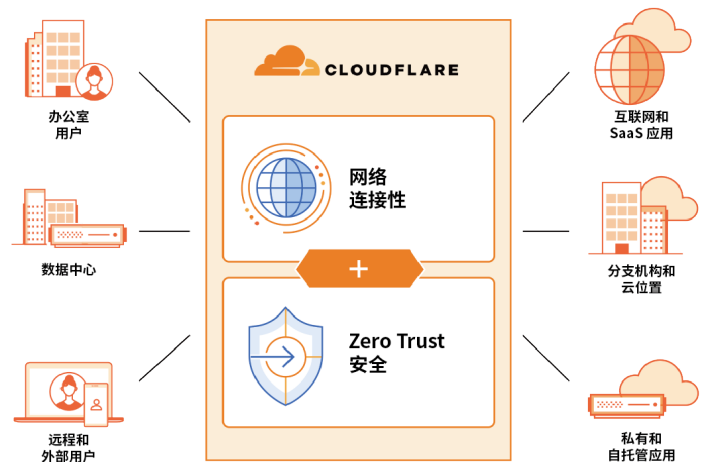 CLOUDFLARE
办公室
用户
数据中心
远程和
外部用户
网络
连接性
+
Zero Trust
安全
互联网和
SaaS 应用
分支机构和
云位置
私有和
自托管应用